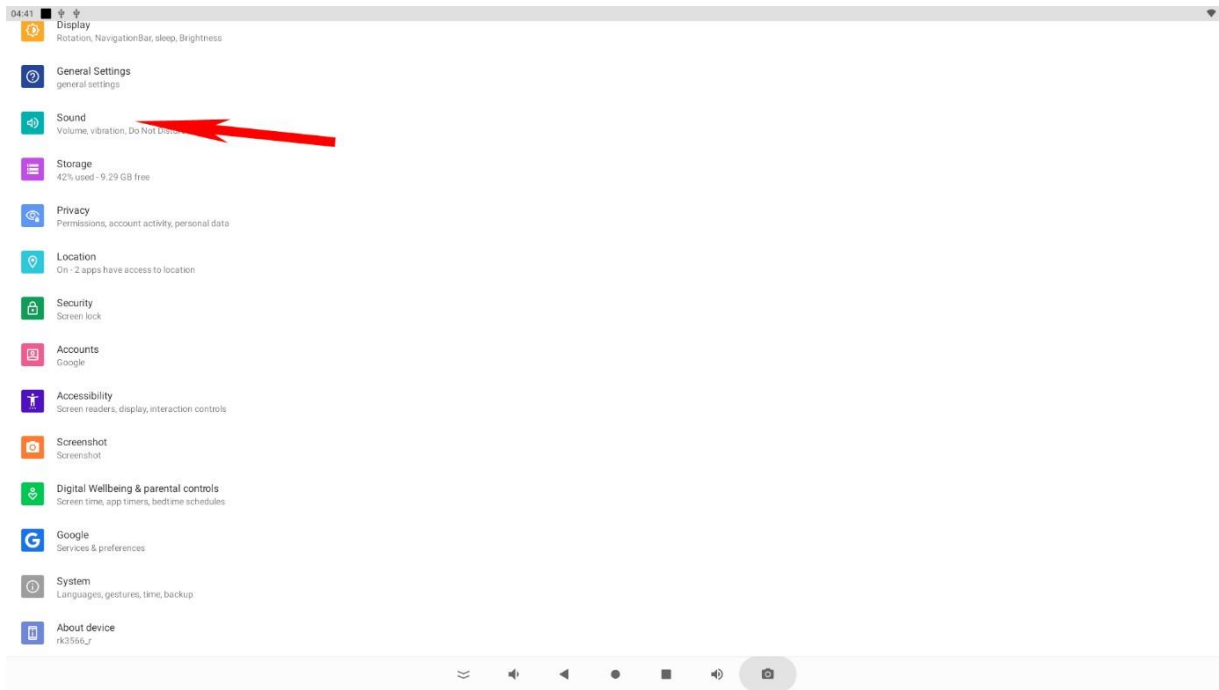 04:41
Display
Rotation, NavigationBar, sleep, Brightness
General Settings
general settings
Sound
Volume, vibration, Do Not
Storage
42% used - 9.29 GB free
Privacy
Permissions, account activity, personal data
Location
On - 2 apps have access to location
Security
Screen lock
Accounts
Google
Accessibility
Screen readers, display, interaction controls
Screenshot
Screenshot
Digital Wellbeing & parental controls
Screen time, app timers, bedtime schedules
Google
Services & preferences
System
Languages, gestures, time, backup
About device
rk3566_r